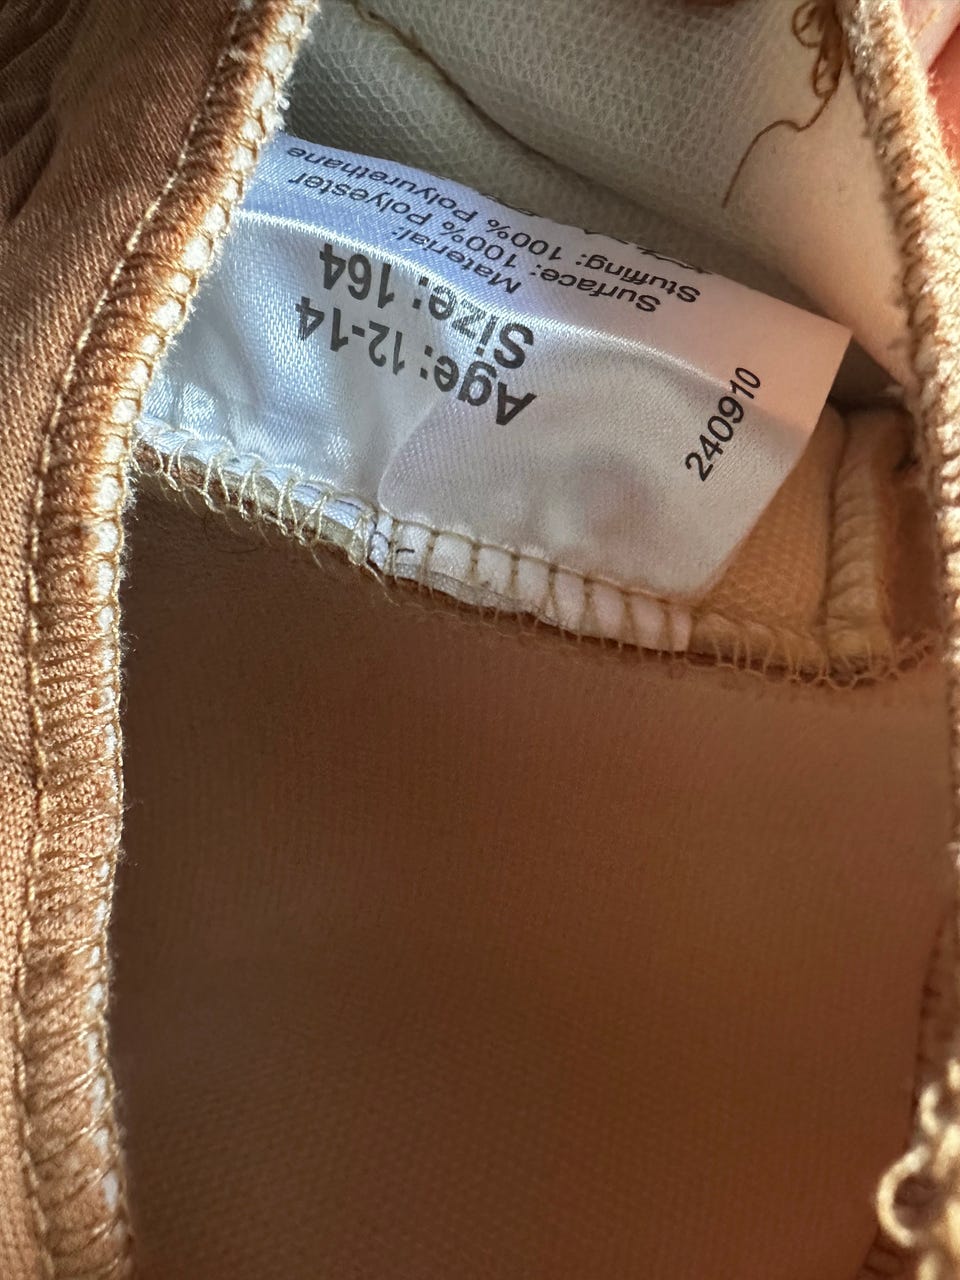 Age: 12-14
Size: 164
Material:
Surface: 100% Polyester
Stuffing: 100% Polyurethane
240910